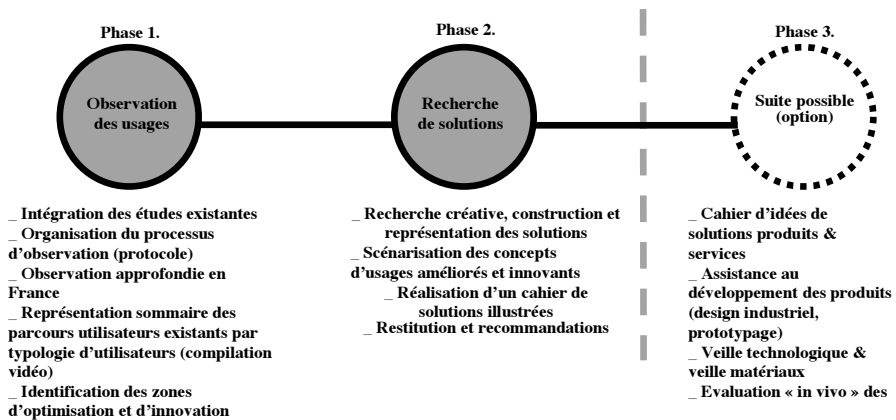 Phase 1.
Observation
des usages
_ Intégration des études existantes
_ Organisation du processus
d’observation (protocole)
_ Observation approfondie en
France
_ Représentation sommaire des
parcours utilisateurs existants par
typologie d’utilisateurs (compilation
vidéo)
_ Identification des zones
d’optimisation et d’innovation
Phase 2.
Recherche
de solutions
_ Recherche créative, construction et
représentation des solutions
_ Scénarisation des concepts
d’usages améliorés et innovants
_ Réalisation d’un cahier de
solutions illustrées
_ Restitution et recommandations
Phase 3.
Suite possible
(option)
_ Cahier d’idées de
solutions produits &
services
_ Assistance au
développement des produits
(design industriel,
prototypage)
_ Veille technologique &
veille matériaux
_ Evaluation « in vivo » des